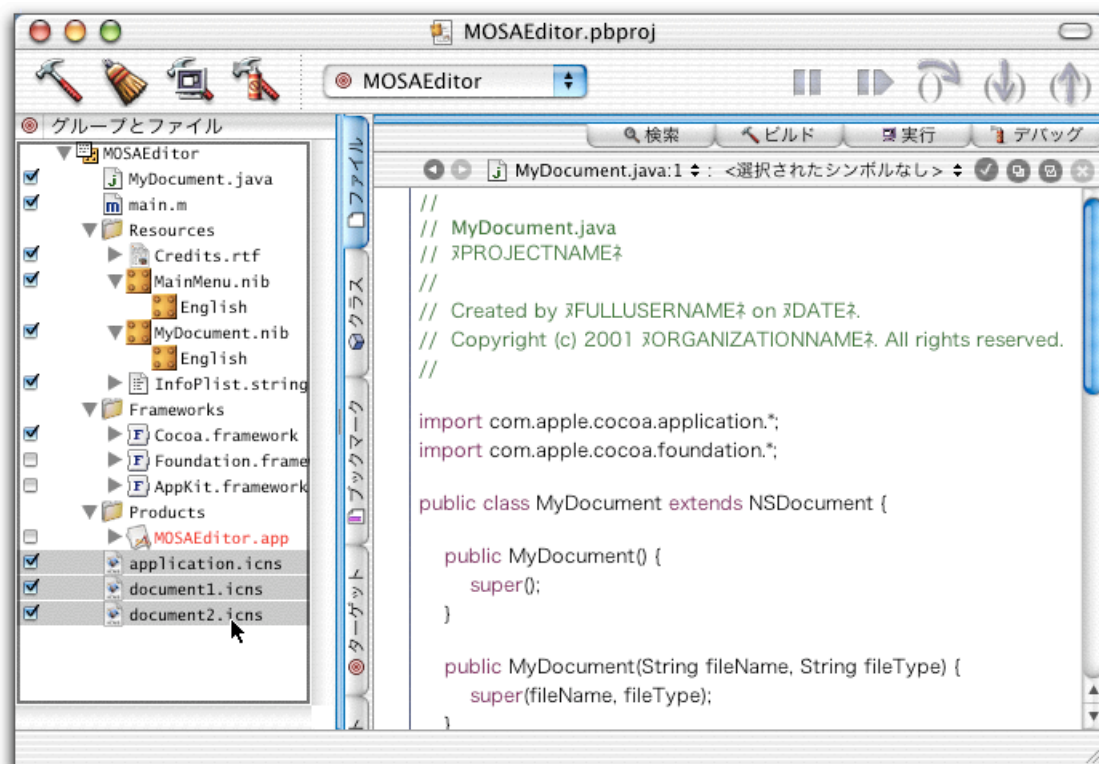 MOSAEditor.pbproj
MOSAEditor
グループとファイル
検索
ビルド
実行
デバッグ
MyDocument.java:1 : <選択されたシンボルなし>
MOSAEditor
MyDocument.java
main.m
Resources
Credits.rtf
MainMenu.nib
English
MyDocument.nib
English
InfoPlist.string
Frameworks
Cocoa.framework
Foundation.frame
AppKit.framework
Products
MOSAEditor.app
application.icns
document1.icns
document2.icns
ファイル
クラス
ブックマーク
ターゲット
//
// MyDocument.java
// ヌPROJECTNAMEネ
//
// Created by ヌFULLUSERNAMEネ on ヌDATEネ.
// Copyright (c) 2001 ヌORGANIZATIONNAMEネ. All rights reserved.
//
import com.apple.cocoa.application.*;
import com.apple.cocoa.foundation.*;
public class MyDocument extends NSDocument {
public MyDocument() {
super();
}
public MyDocument(String fileName, String fileType) {
super(fileName, fileType);
}